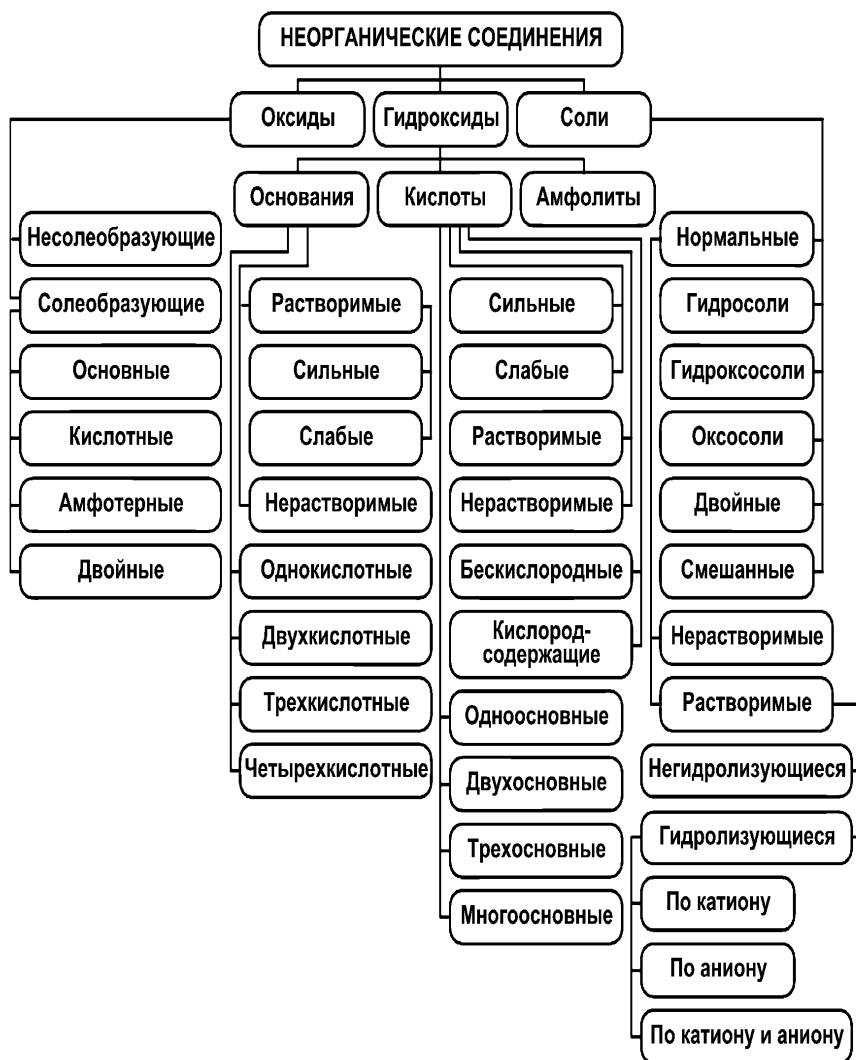 НЕОРГАНИЧЕСКИЕ СОЕДИНЕНИЯ
Оксиды
Гидроксиды
Соли
Основания
Кислоты
Амфолиты
Несолеобразующие
Солеобразующие
Основные
Кислотные
Амфотерные
Двойные
Растворимые
Сильные
Слабые
Нерастворимые
Однокислотные
Двухкислотные
Трехкислотные
Четырехкислотные
Сильные
Слабые
Растворимые
Нерастворимые
Бескислородные
Кислород-
содержащие
Одноосновные
Двухосновные
Трехосновные
Многоосновные
Нормальные
Гидросоли
Гидроксосоли
Оксосоли
Двойные
Смешанные
Нерастворимые
Растворимые
Негидролизующиеся
Гидролизующиеся
По катиону
По аниону
По катиону и аниону